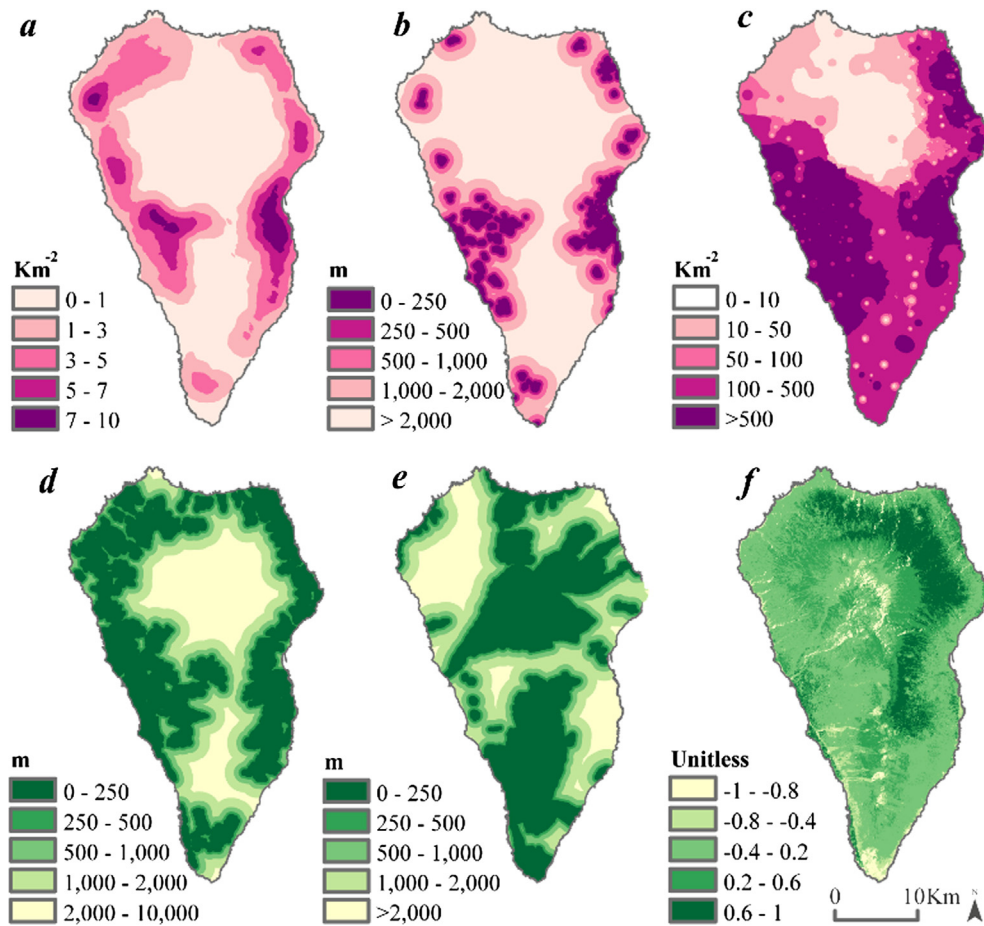 a
b
c
Km-2
0 - 1
1 - 3
3 - 5
5 - 7
7 - 10
m
0 - 250
250 - 500
500 - 1,000
1,000 - 2,000
> 2,000
Km-2
0 - 10
10 - 50
50 - 100
100 - 500
>500
d
e
f
m
0 - 250
250 - 500
500 - 1,000
1,000 - 2,000
2,000 - 10,000
m
0 - 250
250 - 500
500 - 1,000
1,000 - 2,000
>2,000
Unitless
-1 - -0.8
-0.8 - -0.4
-0.4 - 0.2
0.2 - 0.6
0.6 - 1
0 10Km
N